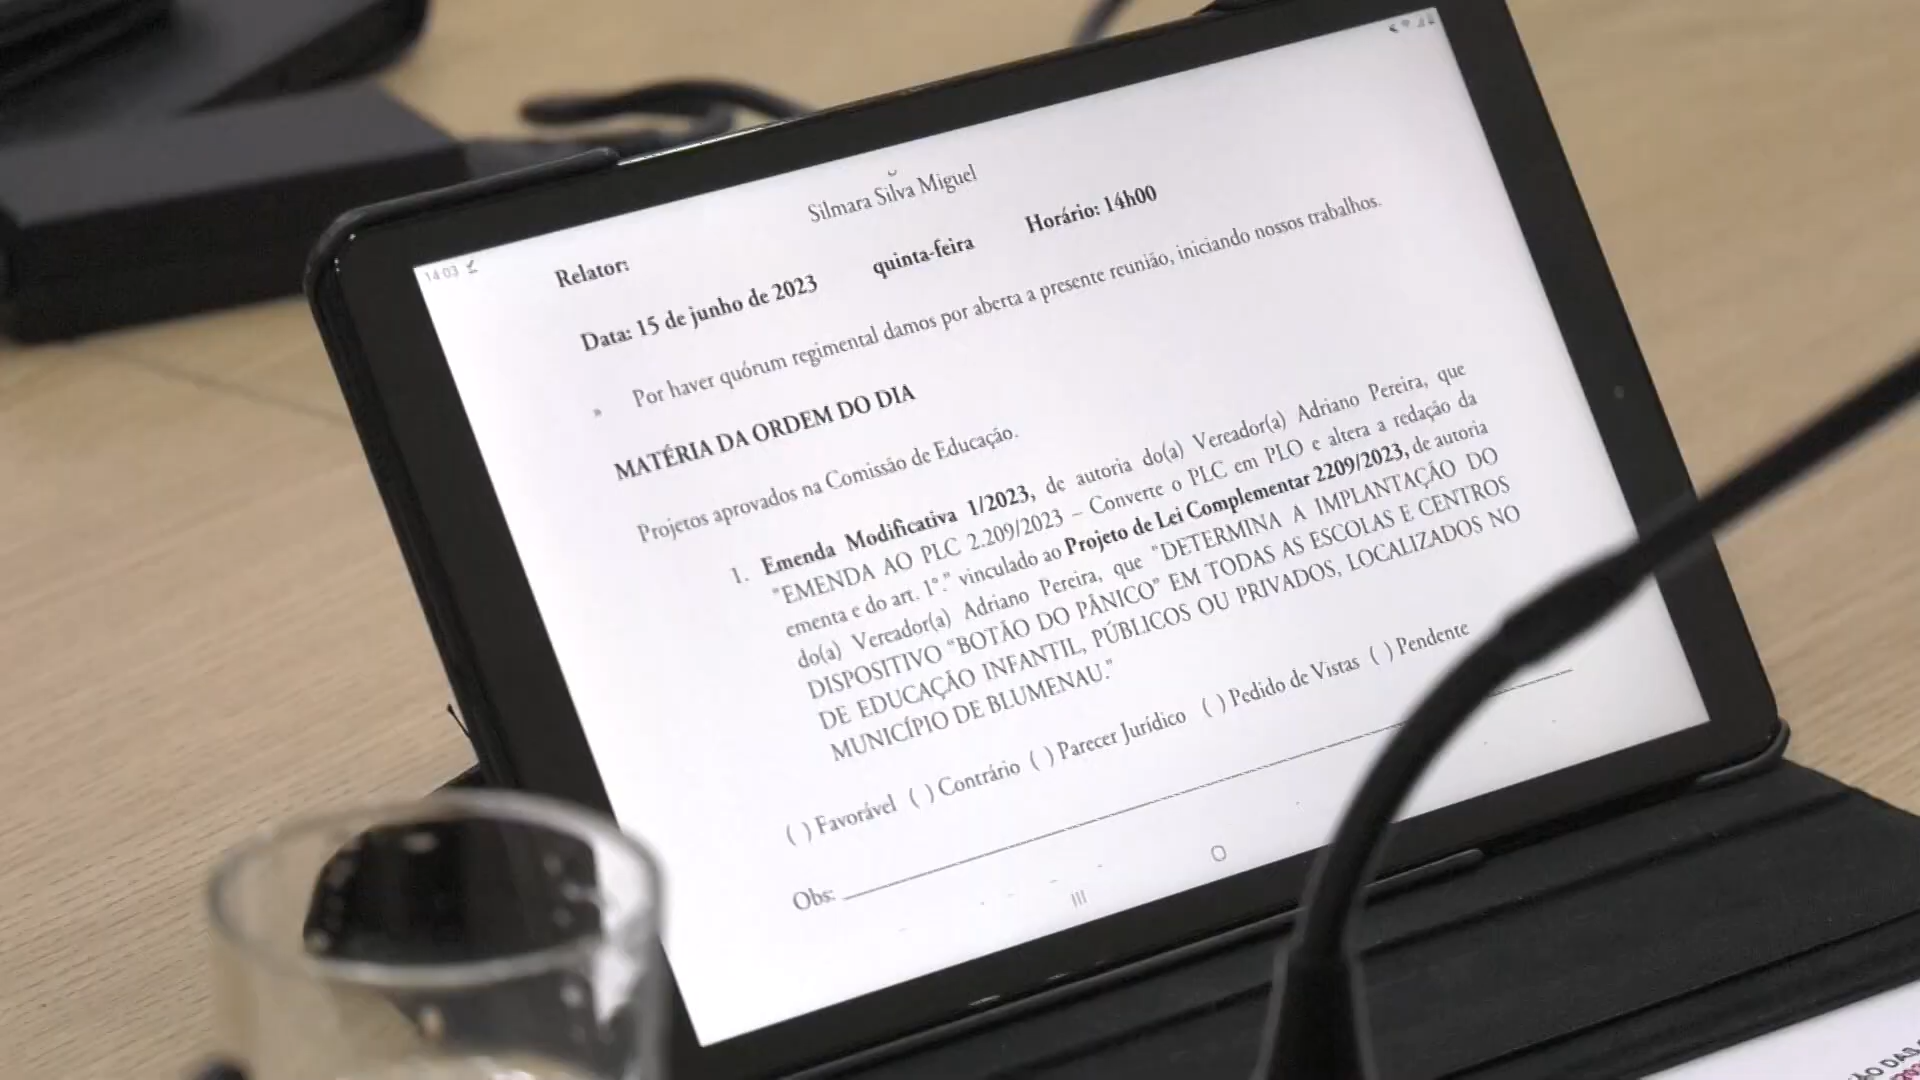 14:03
Silmara Silva Miguel
Relator:
Data: 15 de junho de 2023 quinta-feira Horário: 14h00
Por haver quórum regimental damos por aberta a presente reunião, iniciando nossos trabalhos.
MATÉRIA DA ORDEM DO DIA
Projetos aprovados na Comissão de Educação.
1. Emenda Modificativa 1/2023, de autoria do(a) Vereador(a) Adriano Pereira, que
"EMENDA AO PLC 2.209/2023 – Converte o PLC em PLO e altera a redação da
ementa e do art. 1º." vinculado ao Projeto de Lei Complementar 2209/2023, de autoria
do(a) Vereador(a) Adriano Pereira, que "DETERMINA A IMPLANTAÇÃO DO
DISPOSITIVO "BOTÃO DO PÂNICO" EM TODAS AS ESCOLAS E CENTROS
DE EDUCAÇÃO INFANTIL, PÚBLICOS OU PRIVADOS, LOCALIZADOS NO
MUNICÍPIO DE BLUMENAU."
( ) Favorável ( ) Contrário ( ) Parecer Jurídico ( ) Pedido de Vistas ( ) Pendente
Obs: